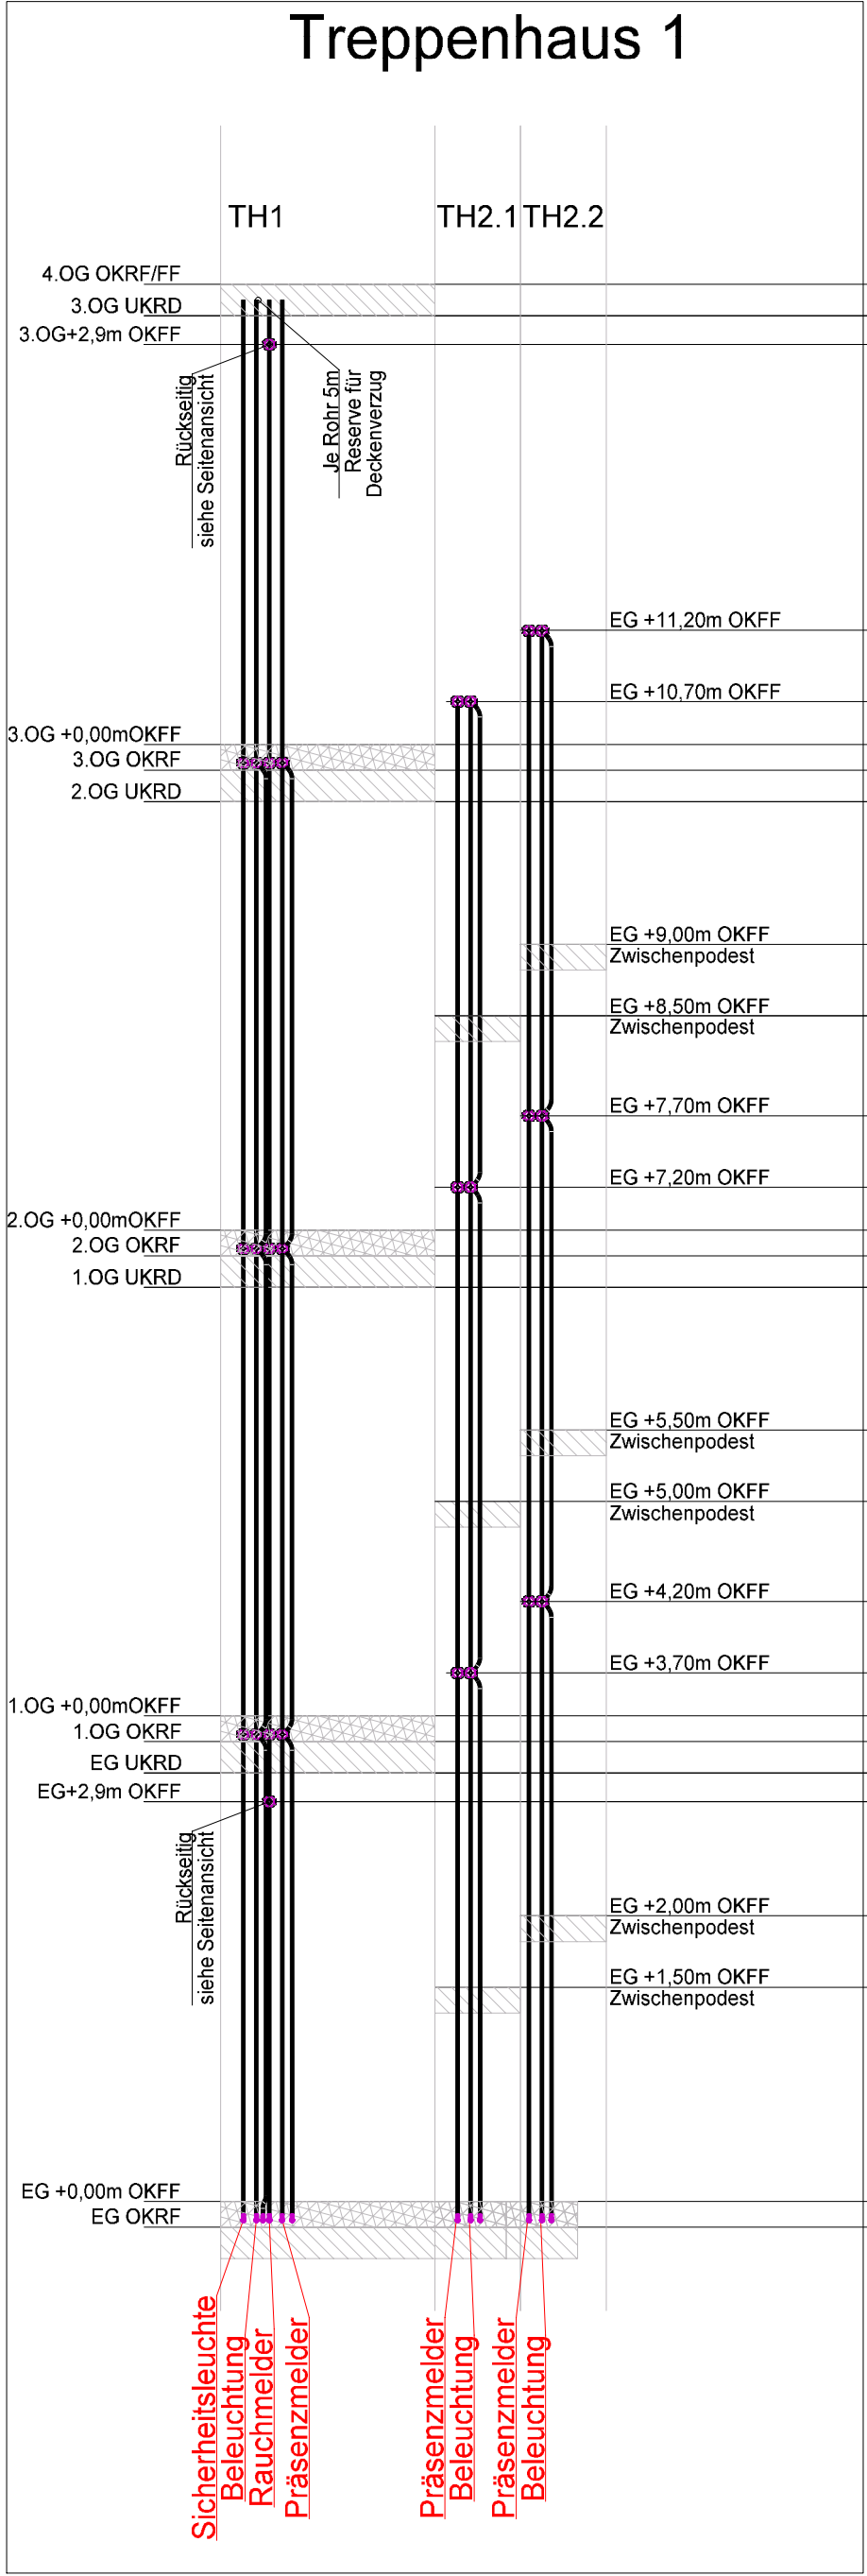 Treppenhaus 1
TH1
TH2.1
TH2.2
4.OG OKRF/FF
3.OG UKRD
3.OG+2,9m OKFF
Rückseitig
siehe Seitenansicht
Je Rohr 5m
Reserve für
Deckenverzug
EG +11,20m OKFF
EG +10,70m OKFF
3.OG +0,00mOKFF
3.OG OKRF
2.OG UKRD
EG +9,00m OKFF
Zwischenpodest
EG +8,50m OKFF
Zwischenpodest
EG +7,70m OKFF
EG +7,20m OKFF
2.OG +0,00mOKFF
2.OG OKRF
1.OG UKRD
EG +5,50m OKFF
Zwischenpodest
EG +5,00m OKFF
Zwischenpodest
EG +4,20m OKFF
EG +3,70m OKFF
1.OG +0,00mOKFF
1.OG OKRF
EG UKRD
EG+2,9m OKFF
Rückseitig
siehe Seitenansicht
EG +2,00m OKFF
Zwischenpodest
EG +1,50m OKFF
Zwischenpodest
EG +0,00m OKFF
EG OKRF
Sicherheitsleuchte
Beleuchtung
Rauchmelder
Präsenzmelder
Präsenzmelder
Beleuchtung
Präsenzmelder
Beleuchtung